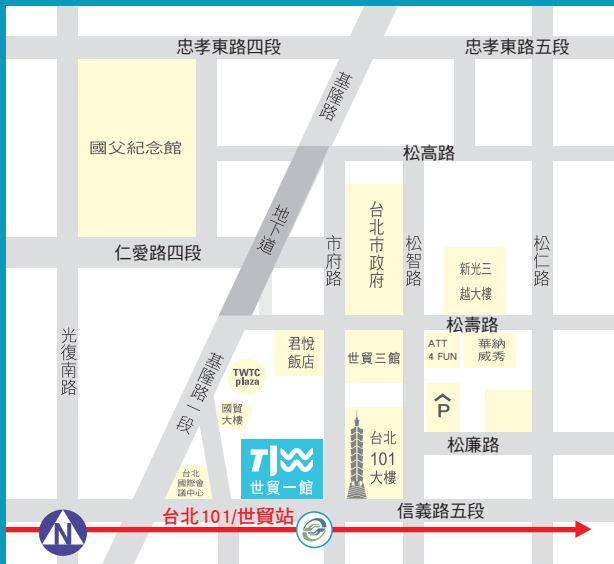 忠孝東路四段
忠孝東路五段
基隆路
國父紀念館
松高路
地下道
台北市政府
仁愛路四段
市府路
松智路
松仁路
新光三
越大樓
松壽路
光復南路
君悅
飯店
世貿三館
ATT
4 FUN
華納
威秀
基隆路一段
TWTC
plaza
國貿
大樓
P
台北
101
大樓
松廉路
TIW
世貿一館
台北
國際會
議中心
台北101/世貿站
信義路五段
N